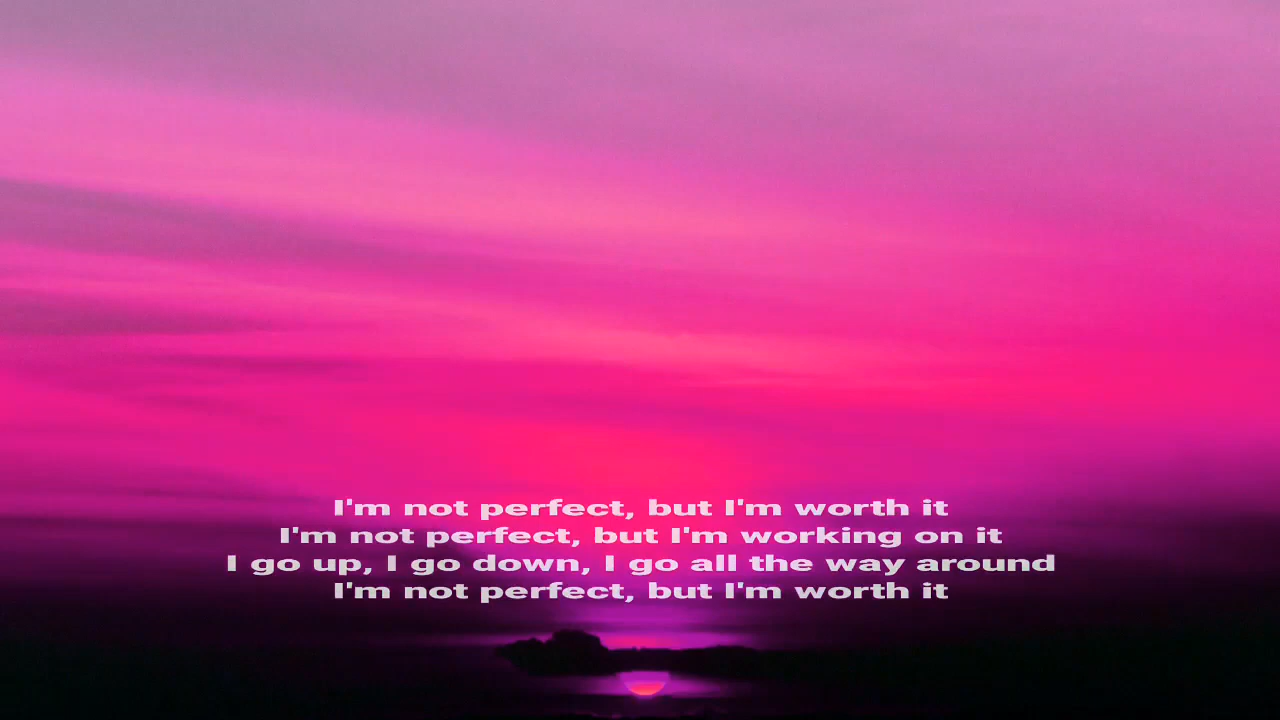 I'm not perfect, but I'm worth it
I'm not perfect, but I'm working on it
I go up, I go down, I go all the way around
I'm not perfect, but I'm worth it